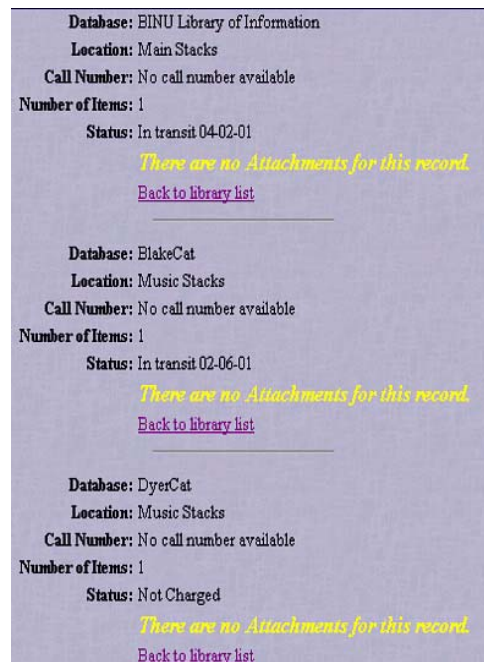 Database: BINU Library of Information
Location: Main Stacks
Call Number: No call number available
Number of Items: 1
Status: In transit 04-02-01
There are no Attachments for this record.
Back to library list
Database: BlakeCat
Location: Music Stacks
Call Number: No call number available
Number of Items: 1
Status: In transit 02-06-01
There are no Attachments for this record.
Back to library list
Database: DyerCat
Location: Music Stacks
Call Number: No call number available
Number of Items: 1
Status: Not Charged
There are no Attachments for this record.
Back to library list